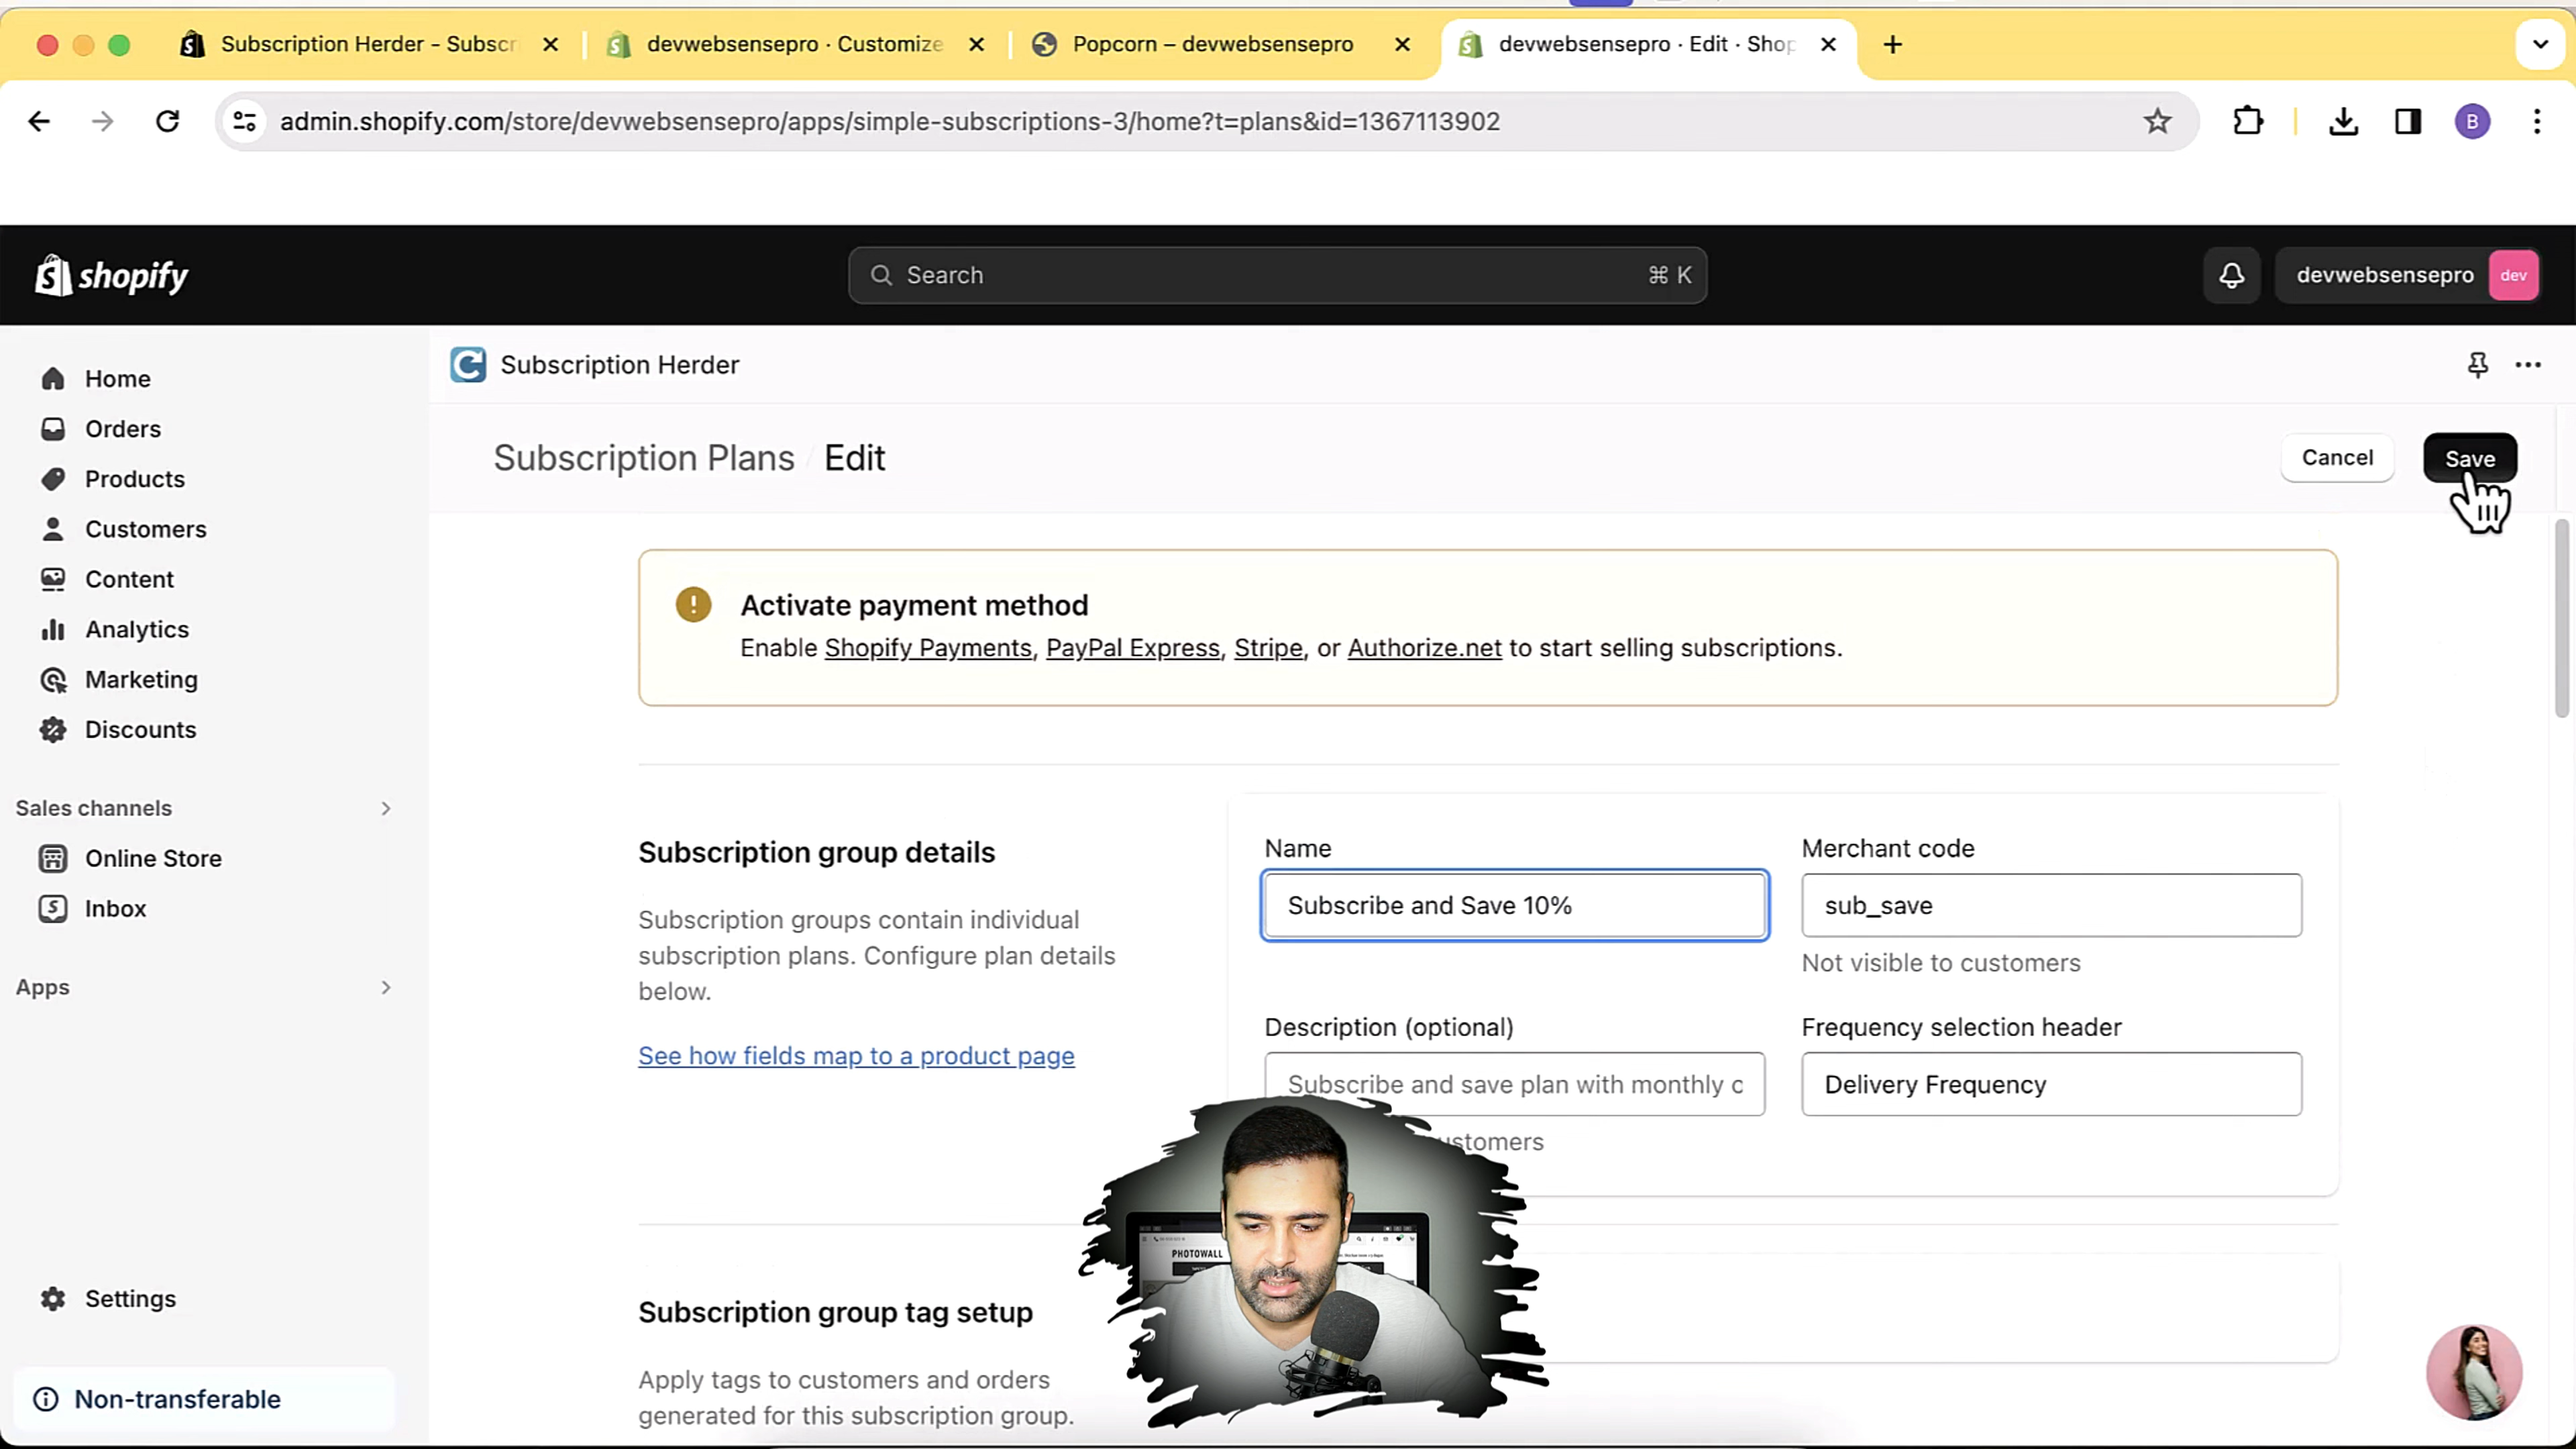 Subscription Herder - Subscr
devwebsensepro · Customize
Popcorn – devwebsensepro
devwebsensepro · Edit · Shop
admin.shopify.com/store/devwebsensepro/apps/simple-subscriptions-3/home?t=plans&id=1367113902
B
shopify
Search
⌘ K
devwebsensepro
dev
Home
Orders
Products
Customers
Content
Analytics
Marketing
Discounts
Sales channels
Online Store
Inbox
Apps
Settings
Non-transferable
Subscription Herder
Subscription Plans / Edit
Cancel
Save
Activate payment method
Enable Shopify Payments, PayPal Express, Stripe, or Authorize.net to start selling subscriptions.
Subscription group details
Subscription groups contain individual
subscription plans. Configure plan details
below.
See how fields map to a product page
Name
Subscribe and Save 10%
Merchant code
sub_save
Not visible to customers
Description (optional)
Subscribe and save plan with monthly c
ustomers
Frequency selection header
Delivery Frequency
PHOTOWALL
Subscription group tag setup
Apply tags to customers and orders
generated for this subscription group.